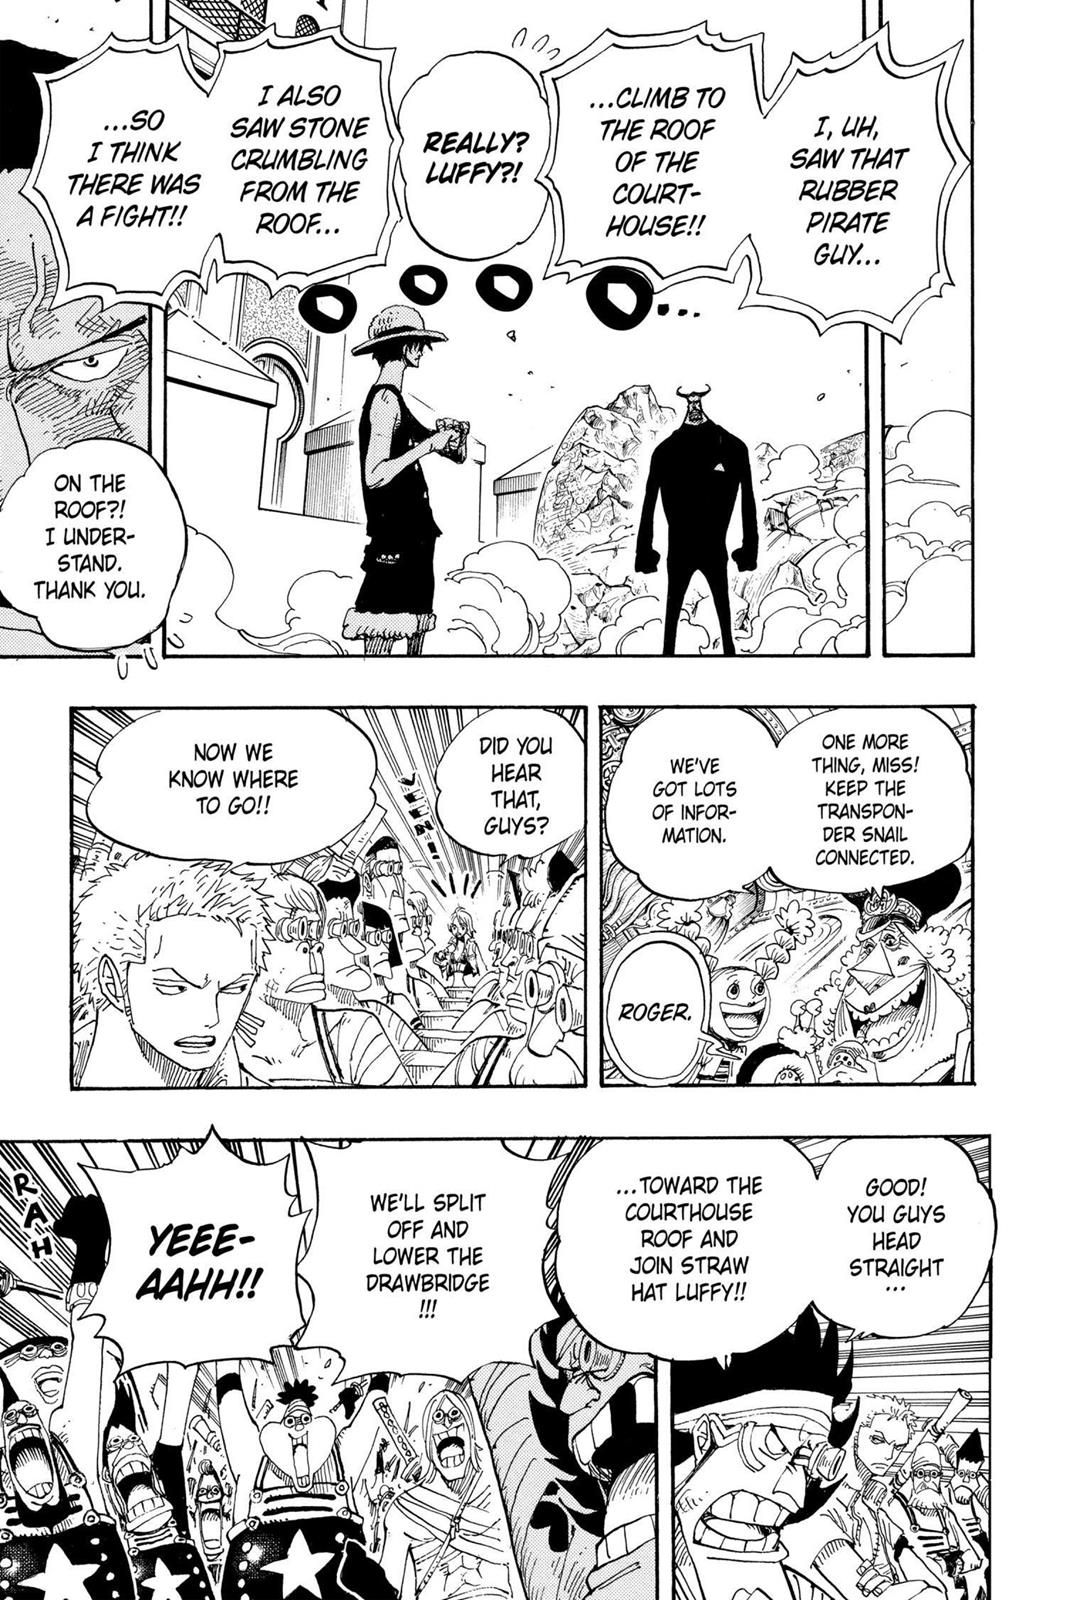 I, UH,
SAW THAT
RUBBER
PIRATE
GUY...
...CLIMB TO
THE ROOF
OF THE
COURT-
HOUSE!!
REALLY?
LUFFY?!
I ALSO
SAW STONE
CRUMBLING
FROM THE
ROOF...
...SO
I THINK
THERE WAS
A FIGHT!!
...
ON THE
ROOF?!
I UNDER-
STAND.
THANK YOU.
ONE MORE
THING, MISS!
KEEP THE
TRANSPON-
DER SNAIL
CONNECTED.
WE'VE
GOT LOTS
OF INFOR-
MATION.
ROGER.
DID YOU
HEAR
THAT,
GUYS?
VEEN!
NOW WE
KNOW WHERE
TO GO!!
GOOD!
YOU GUYS
HEAD
STRAIGHT
...
...TOWARD THE
COURTHOUSE
ROOF AND
JOIN STRAW
HAT LUFFY!!
WE'LL SPLIT
OFF AND
LOWER THE
DRAWBRIDGE
!!!
YEEE-
AAHH!!
RAH